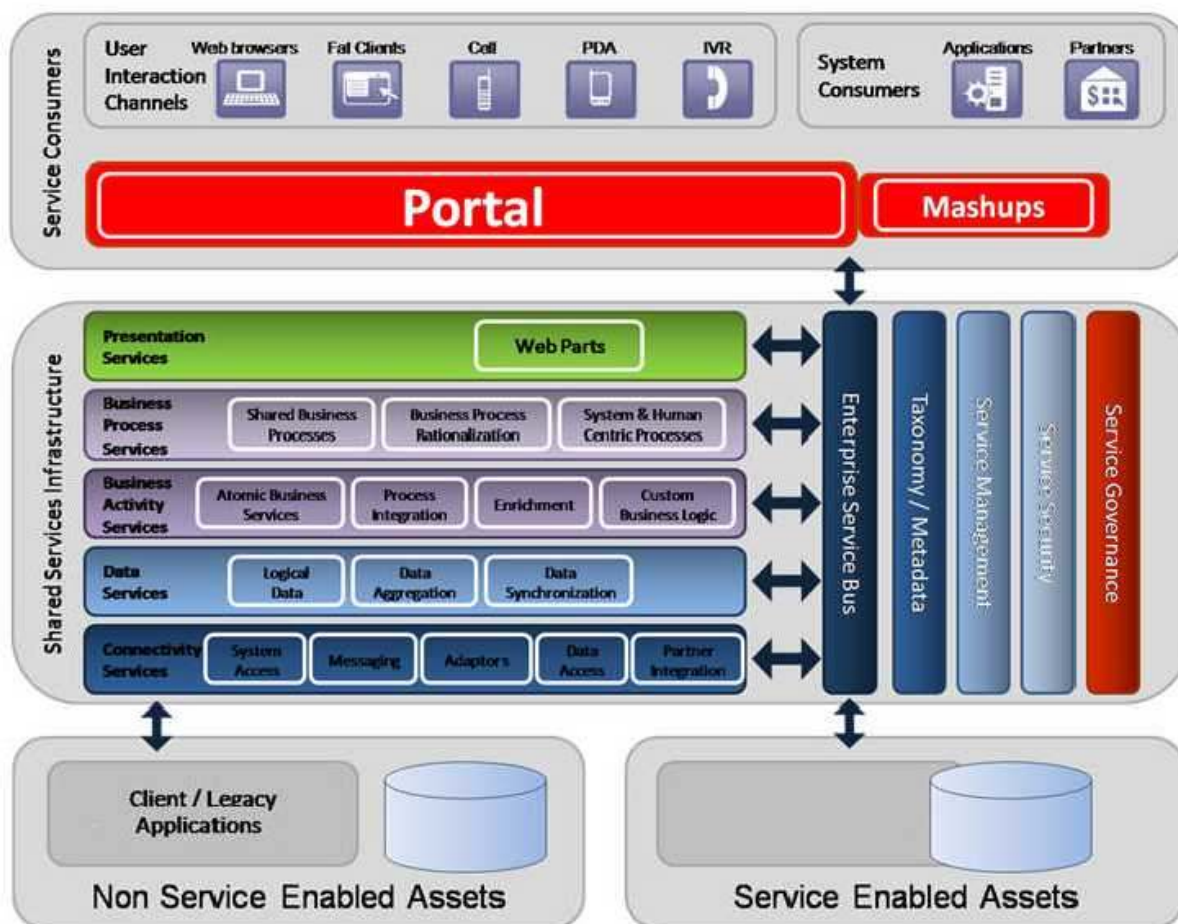 Service Consumers
User
Interaction
Channels
Web browsers
Fat Clients
Cell
PDA
IVR
System
Consumers
Applications
Partners
$
Portal
Mashups
Shared Services Infrastructure
Presentation
Services
Web Parts
Business
Process
Services
Shared Business
Processes
Business Process
Rationalization
System & Human
Centric Processes
Business
Activity
Services
Atomic Business
Services
Process
Integration
Enrichment
Custom
Business Logic
Data
Services
Logical
Data
Data
Aggregation
Data
Synchronization
Connectivity
Services
System
Access
Messaging
Adaptors
Data
Access
Partner
Integration
Enterprise Service Bus
Taxonomy / Metadata
Service Management
Service Security
Service Governance
Client / Legacy
Applications
Non Service Enabled Assets
Service Enabled Assets